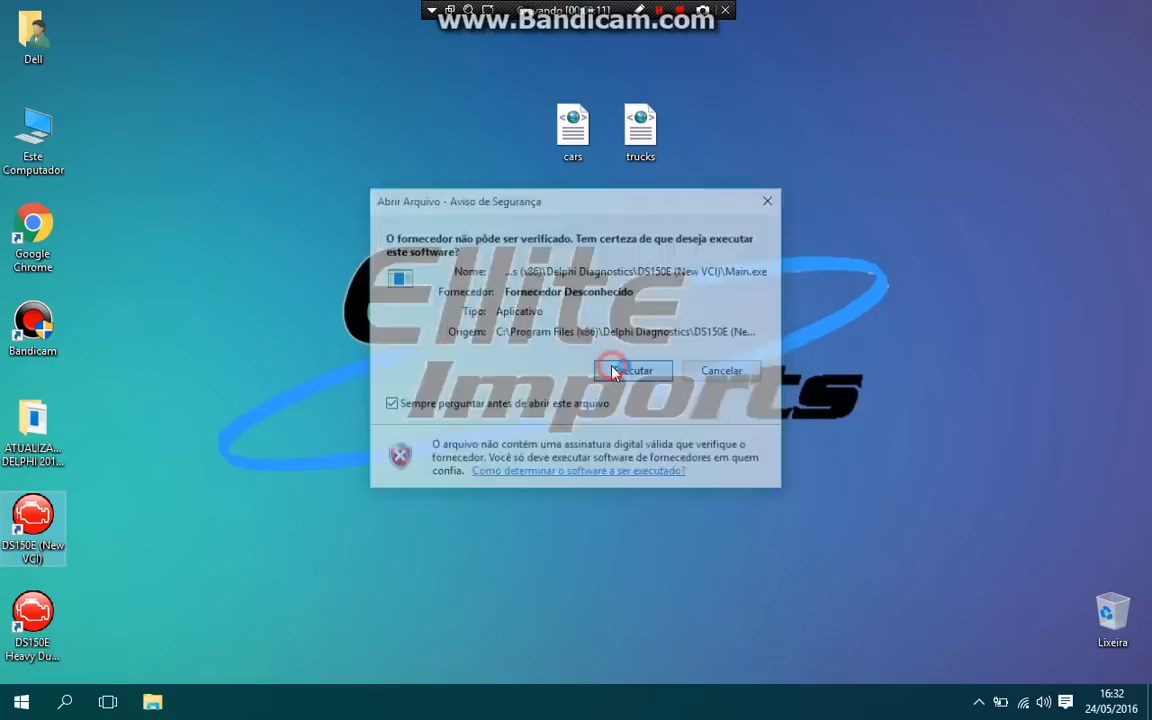 www.Bandicam.com
Dell
Este
Computador
Google
Chrome
Bandicam
ATUALIZA...
DELPHI 201...
DS150E (New
VCI)
DS150E
Heavy Du...
cars
trucks
Abrir Arquivo - Aviso de Segurança
O fornecedor não pôde ser verificado. Tem certeza de que deseja executar
este software?
Nome: ...s (x86)\Delphi Diagnostics\DS150E (New VCI)\Main.exe
Fornecedor: Fornecedor Desconhecido
Tipo: Aplicativo
Origem: C:\Program Files (x86)\Delphi Diagnostics\DS150E (Ne...
Executar Cancelar
Sempre perguntar antes de abrir este arquivo
O arquivo não contém uma assinatura digital válida que verifique o
fornecedor. Você só deve executar software de fornecedores em quem
confia. Como determinar o software a ser executado?
Ellite
Imports
Lixeira
16:32
24/05/2016